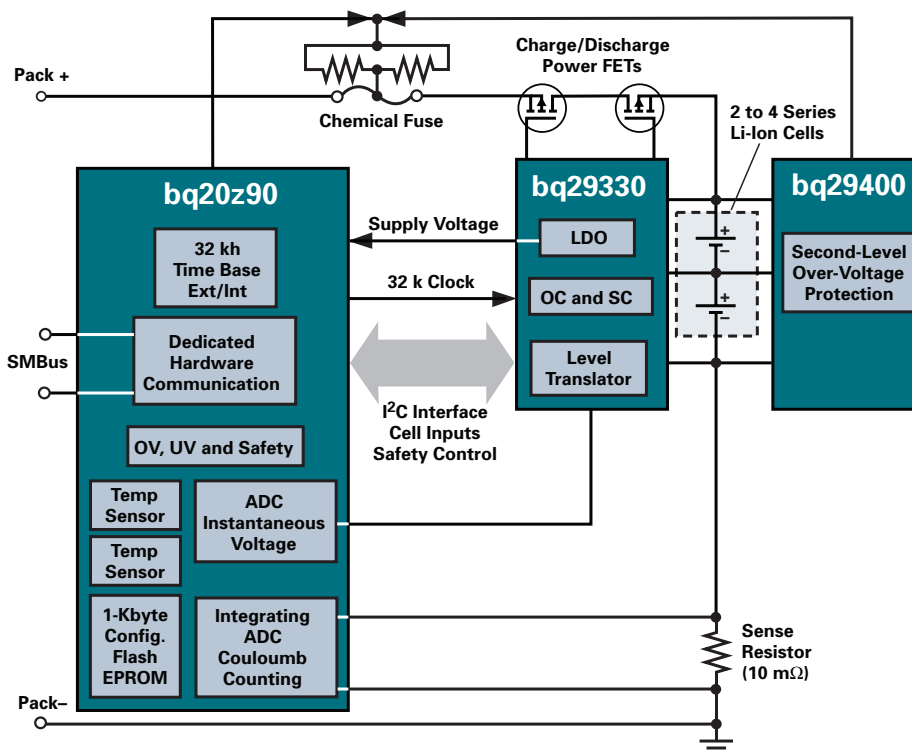 Charge/Discharge
Power FETs
Pack +
Chemical Fuse
2 to 4 Series
Li-Ion Cells
bq20z90
bq29330
bq29400
Supply Voltage
LDO
32 kh
Time Base
Ext/Int
32 k Clock
OC and SC
Second-Level
Over-Voltage
Protection
+
–
+
–
SMBus
Dedicated
Hardware
Communication
Level
Translator
I²C Interface
Cell Inputs
Safety Control
OV, UV and Safety
Temp
Sensor
ADC
Instantaneous
Voltage
Temp
Sensor
1-Kbyte
Config.
Flash
EPROM
Integrating
ADC
Couloumb
Counting
Sense
Resistor
(10 mΩ)
Pack–